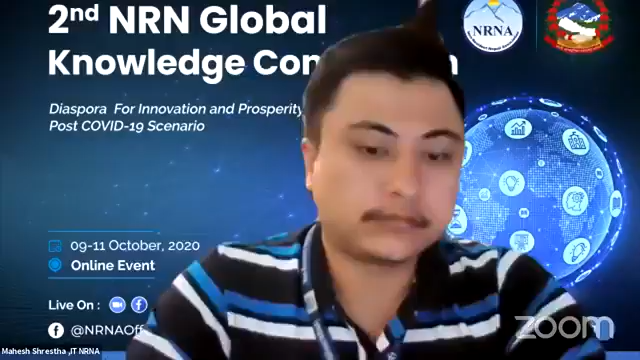 2nd NRN Global
Knowledge Con n
NRNA
Diaspora For Innovation and Prosperity
Post COVID-19 Scenario
09-11 October, 2020
Online Event
Live On :
@NRNAOff
Mahesh Shrestha ,IT NRNA
zoom